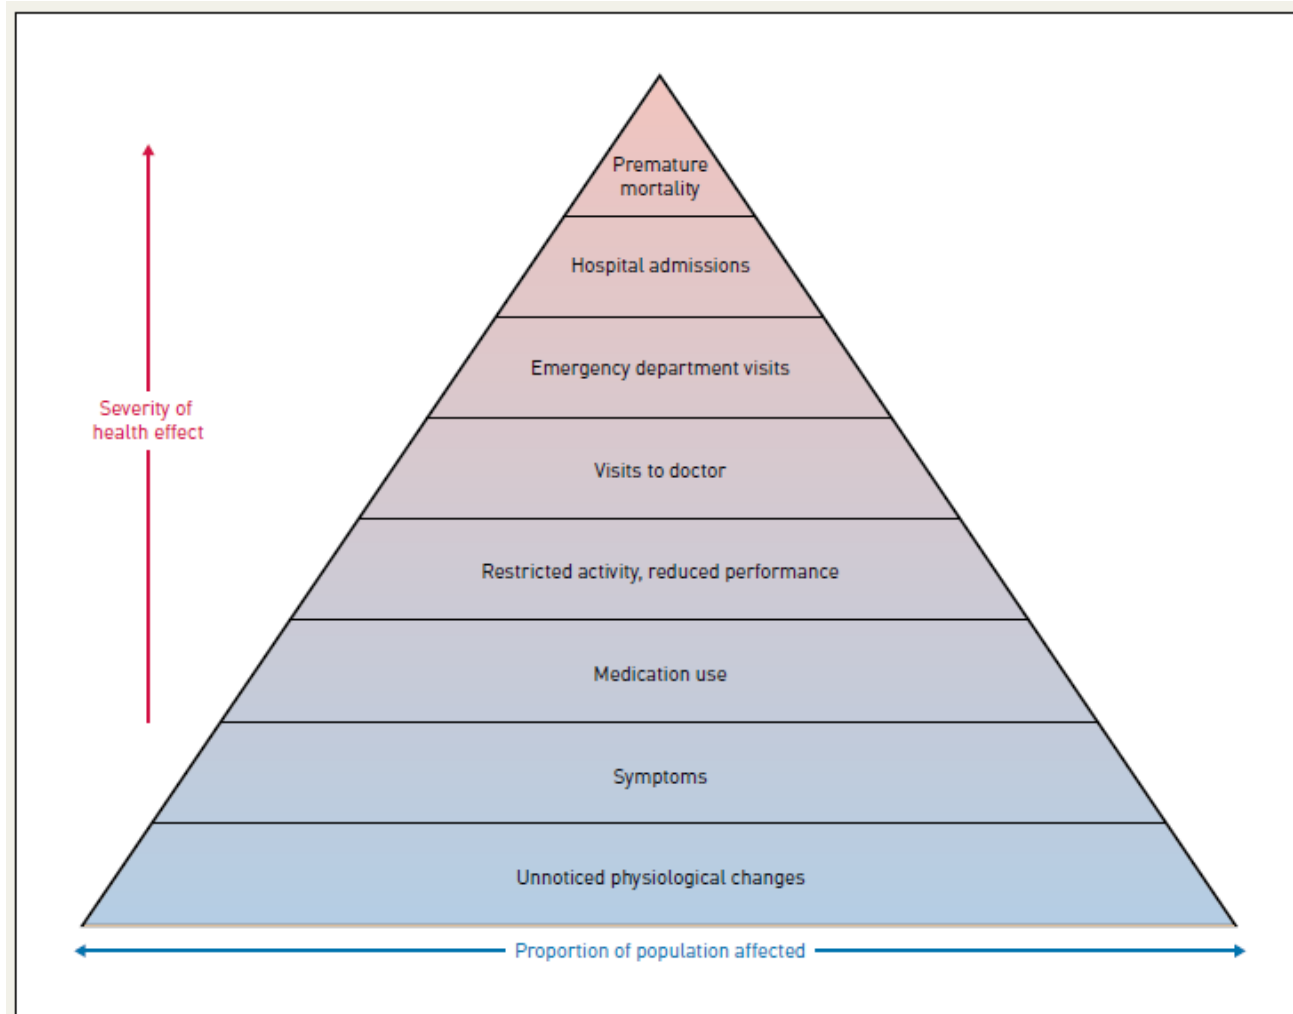 Premature
mortality
Hospital admissions
Emergency department visits
Severity of
health effect
Visits to doctor
Restricted activity, reduced performance
Medication use
Symptoms
Unnoticed physiological changes
Proportion of population affected